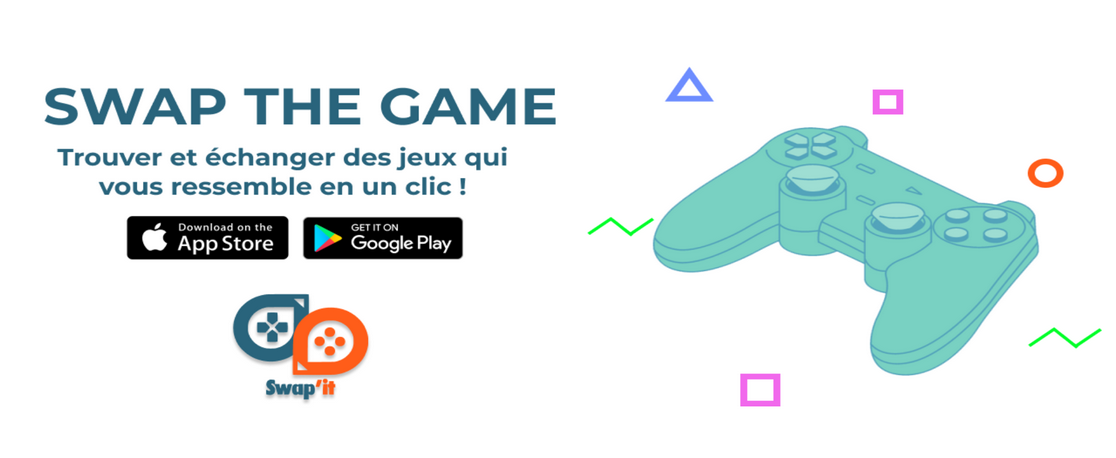 SWAP THE GAME
Trouver et échanger des jeux qui
vous ressemble en un clic !
Download on the
App Store
GET IT ON
Google Play
Swap'it